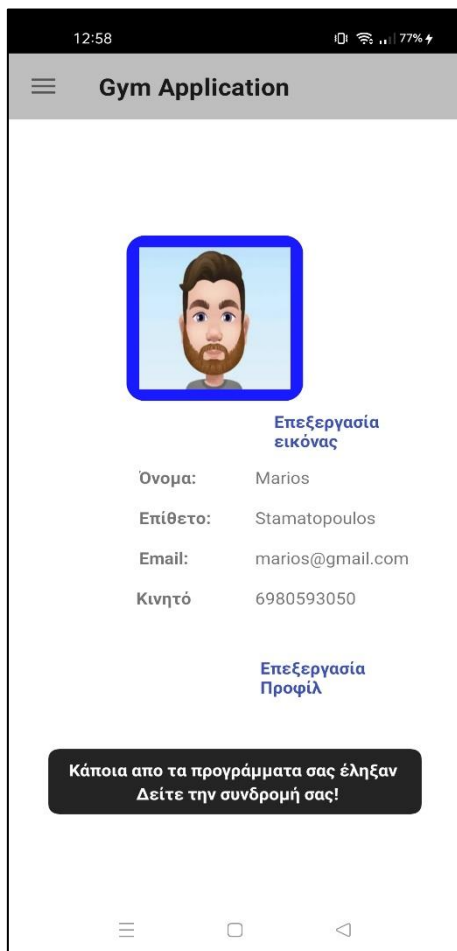 12:58
77%
Gym Application
Επεξεργασία
εικόνας
Όνομα: Marios
Επίθετο: Stamatopoulos
Email: marios@gmail.com
Κινητό 6980593050
Επεξεργασία
Προφίλ
Κάποια απο τα προγράμματα σας έληξαν
Δείτε την συνδρομή σας!